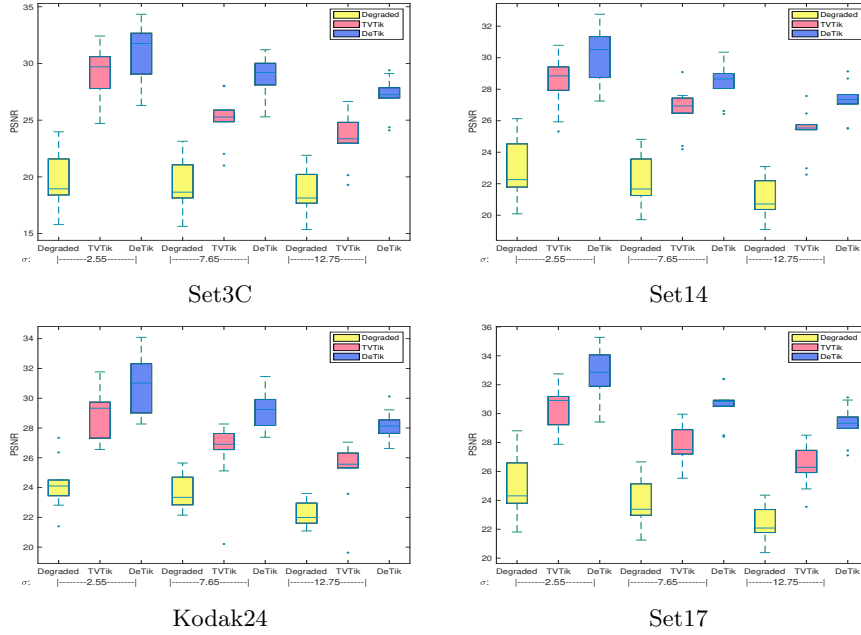 35
30
25
20
15
PSNR
Degraded
TVTik
DeTik
Degraded TVTik DeTik Degraded TVTik DeTik Degraded TVTik DeTik
σ: |-------2.55--------| |-------7.65--------| |------12.75-------|
Set3C
32
30
28
26
24
22
20
PSNR
Degraded
TVTik
DeTik
Degraded TVTik DeTik Degraded TVTik DeTik Degraded TVTik DeTik
σ: |-------2.55--------| |-------7.65--------| |------12.75-------|
Set14
34
32
30
28
26
24
22
20
PSNR
Degraded
TVTik
DeTik
Degraded TVTik DeTik Degraded TVTik DeTik Degraded TVTik DeTik
σ: |-------2.55--------| |-------7.65--------| |------12.75-------|
Kodak24
36
34
32
30
28
26
24
22
20
PSNR
Degraded
TVTik
DeTik
Degraded TVTik DeTik Degraded TVTik DeTik Degraded TVTik DeTik
σ: |-------2.55--------| |-------7.65--------| |------12.75-------|
Set17